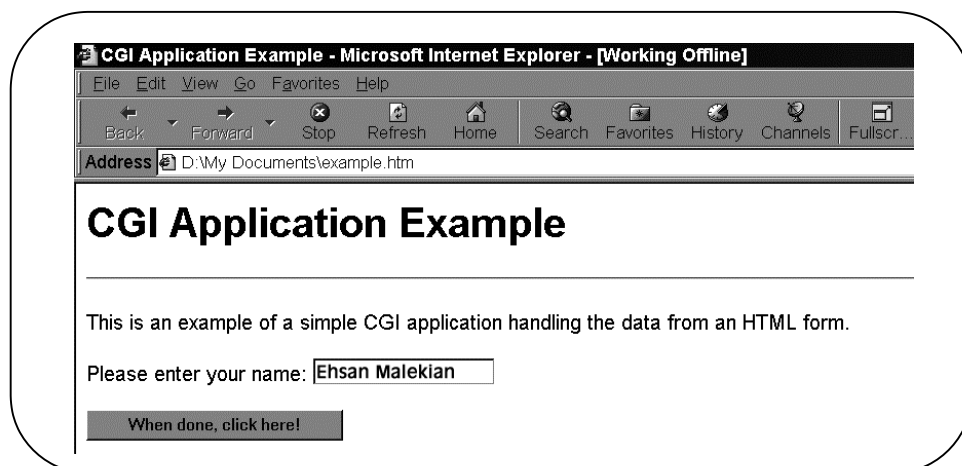 CGI Application Example - Microsoft Internet Explorer - [Working Offline]
File Edit View Go Favorites Help
Back Forward Stop Refresh Home Search Favorites History Channels Fullscr...
Address D:\My Documents\example.htm
CGI Application Example
This is an example of a simple CGI application handling the data from an HTML form.
Please enter your name: Ehsan Malekian
When done, click here!